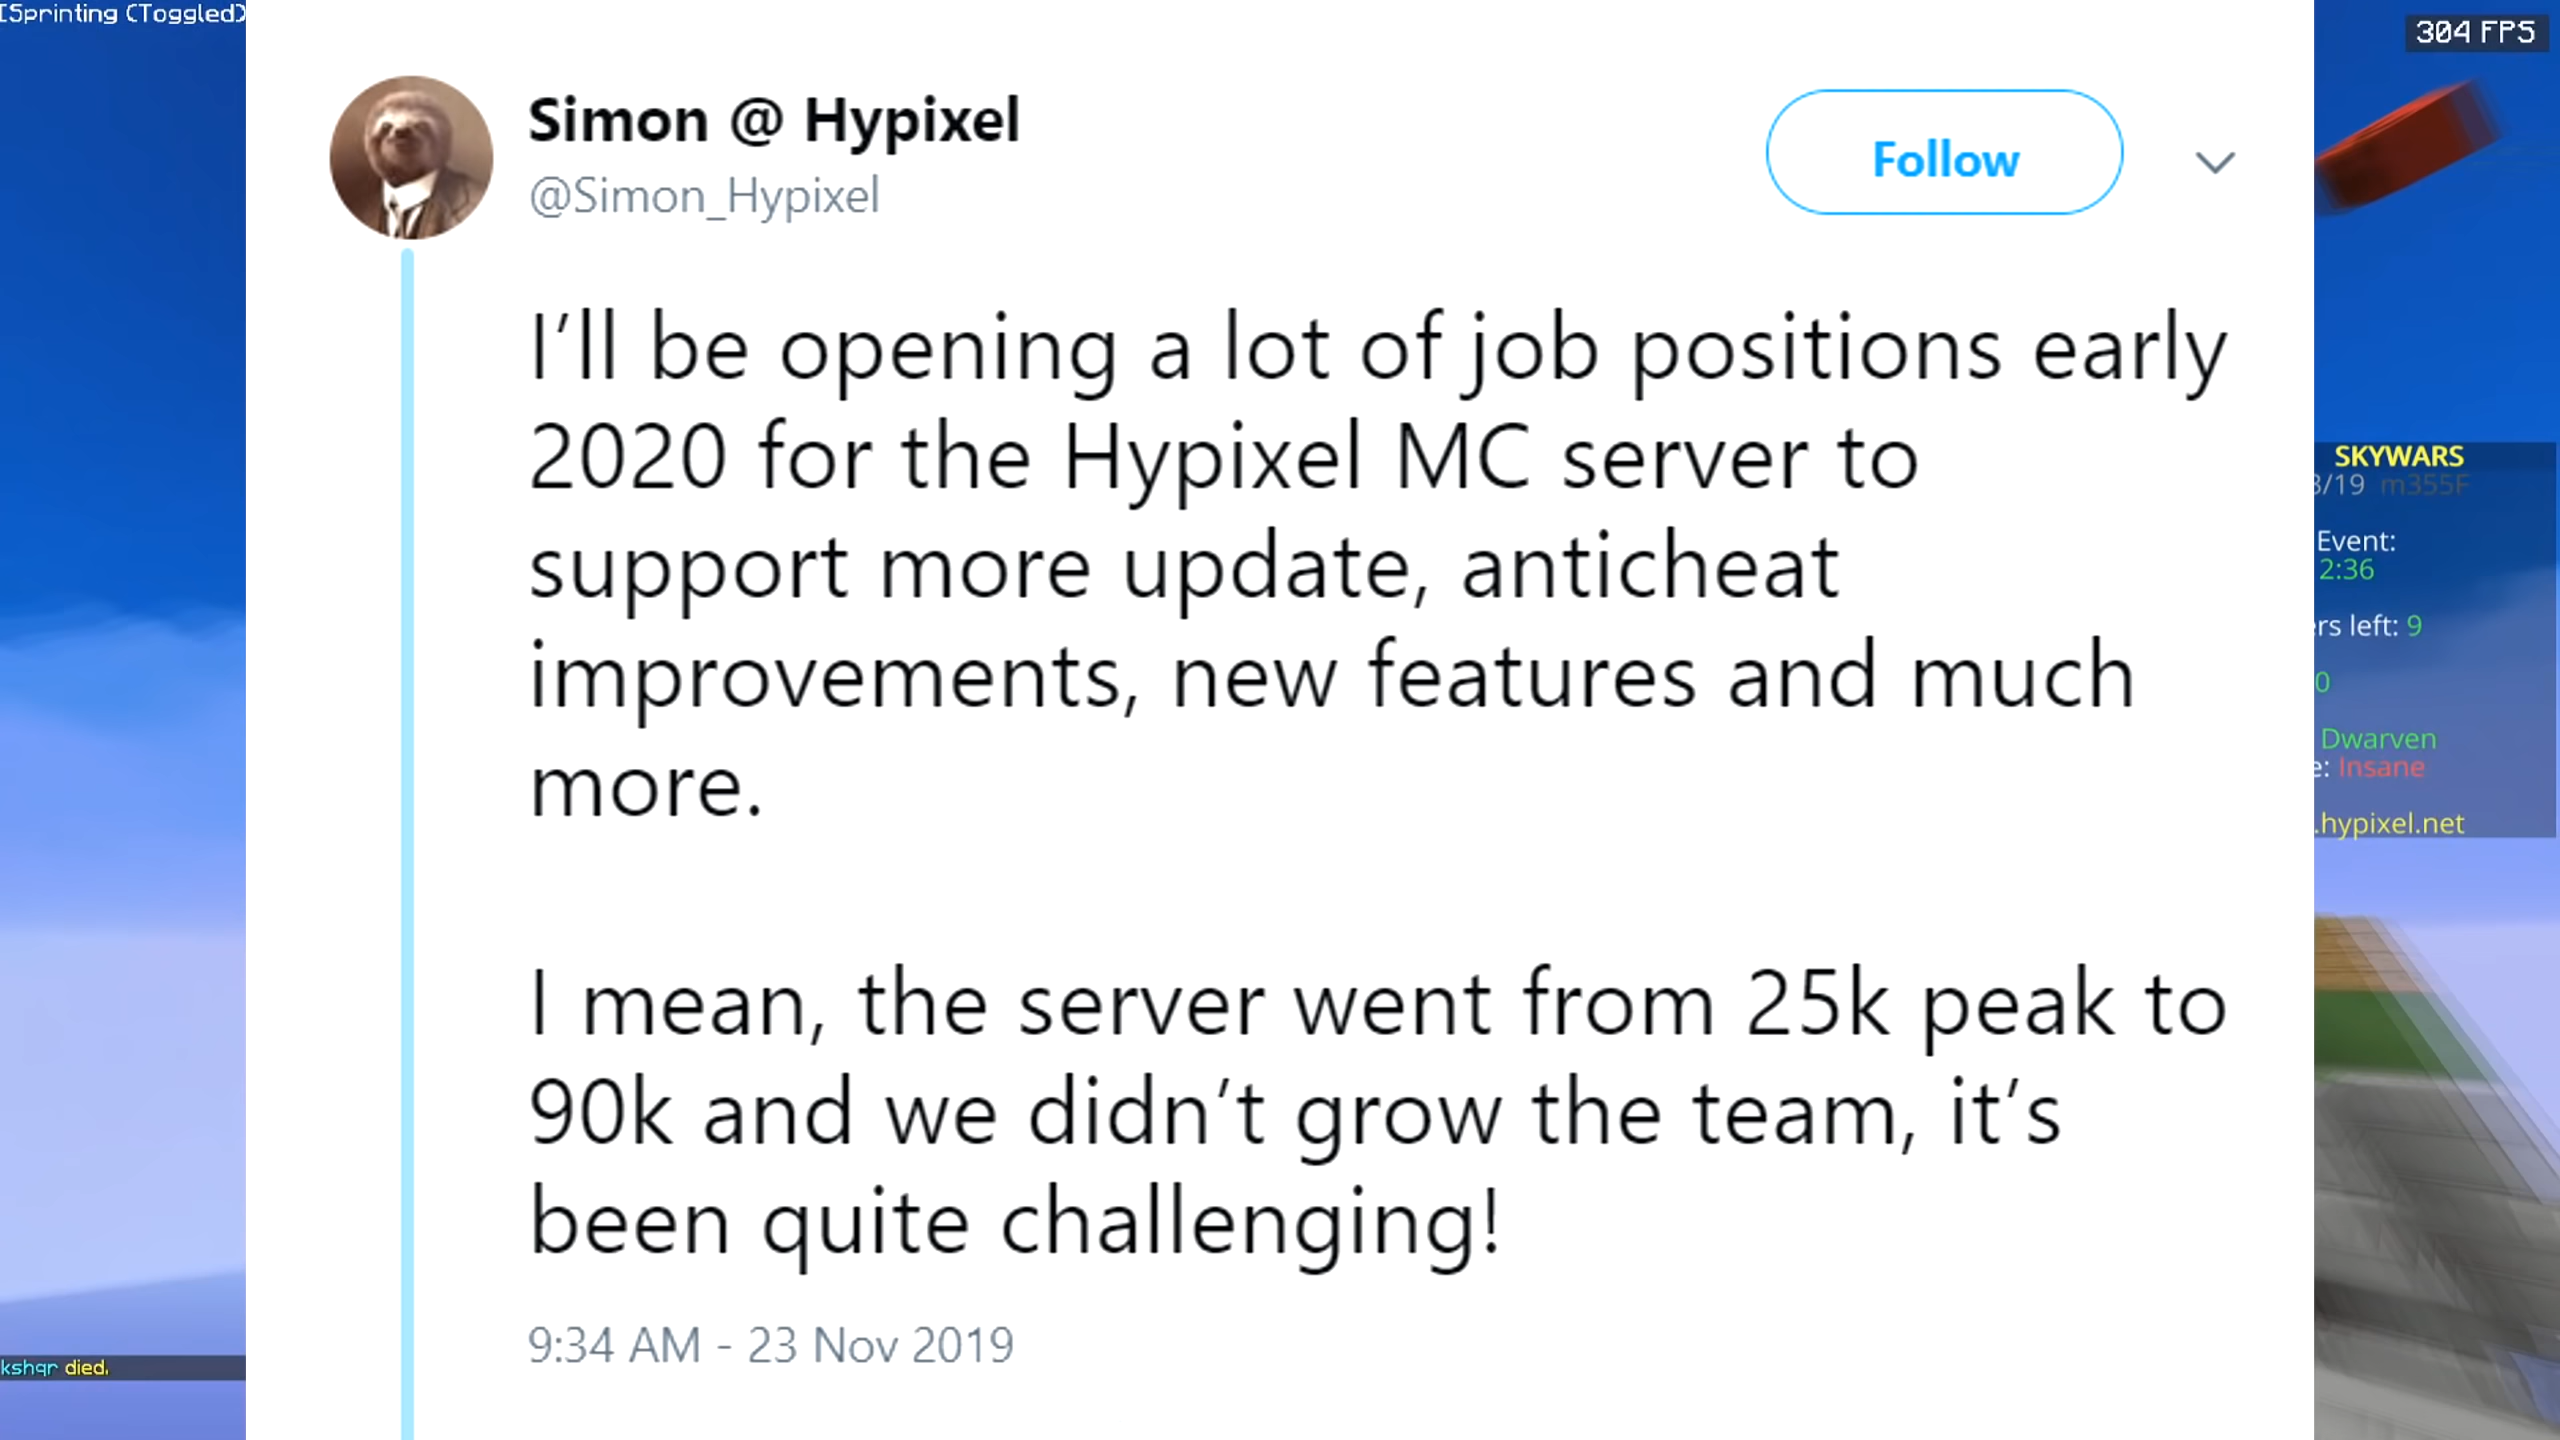 [Sprinting (Toggled)
304 FPS
Simon @ Hypixel
@Simon_Hypixel
Follow
I'll be opening a lot of job positions early
2020 for the Hypixel MC server to
support more update, anticheat
improvements, new features and much
more.
I mean, the server went from 25k peak to
90k and we didn't grow the team, it's
been quite challenging!
9:34 AM - 23 Nov 2019
SKYWARS
/19 m355F
Event:
2:36
rs left: 9
0
Dwarven
e: Insane
.hypixel.net
kshqr died.